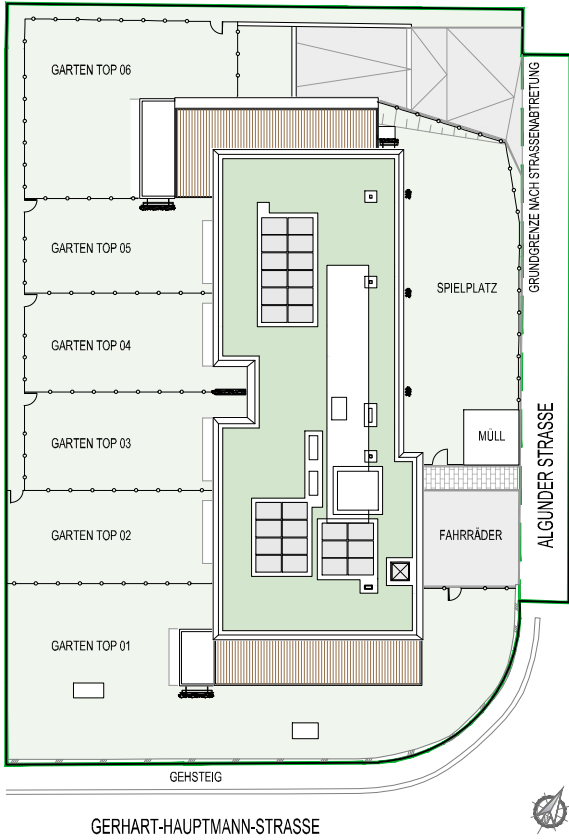 GARTEN TOP 06
GRUNDGRENZE NACH STRASSENABTRETUNG
GARTEN TOP 05
SPIELPLATZ
GARTEN TOP 04
ALGUNDER STRASSE
GARTEN TOP 03
MÜLL
GARTEN TOP 02
FAHRRÄDER
GARTEN TOP 01
GEHSTEIG
GERHART-HAUPTMANN-STRASSE